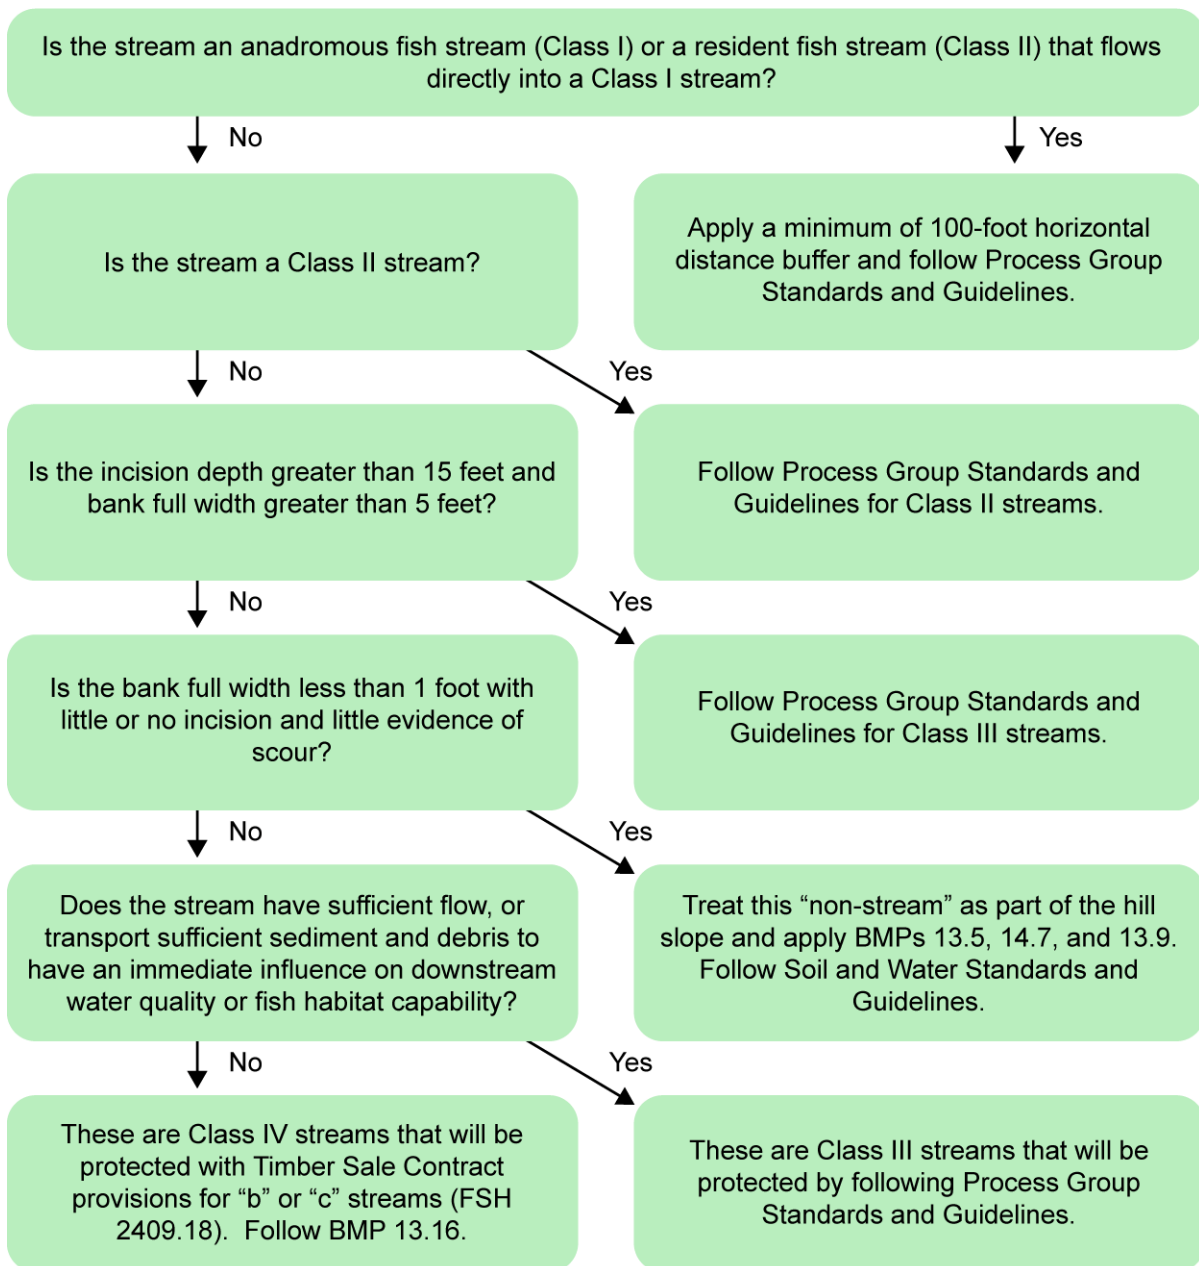 Is the stream an anadromous fish stream (Class I) or a resident fish stream (Class II) that flows
directly into a Class I stream?
No
Yes
Is the stream a Class II stream?
Apply a minimum of 100-foot horizontal
distance buffer and follow Process Group
Standards and Guidelines.
No
Yes
Is the incision depth greater than 15 feet and
bank full width greater than 5 feet?
Follow Process Group Standards and
Guidelines for Class II streams.
No
Yes
Is the bank full width less than 1 foot with
little or no incision and little evidence of
scour?
Follow Process Group Standards and
Guidelines for Class III streams.
No
Yes
Does the stream have sufficient flow, or
transport sufficient sediment and debris to
have an immediate influence on downstream
water quality or fish habitat capability?
Treat this “non-stream” as part of the hill
slope and apply BMPs 13.5, 14.7, and 13.9.
Follow Soil and Water Standards and
Guidelines.
No
Yes
These are Class IV streams that will be
protected with Timber Sale Contract
provisions for “b” or “c” streams (FSH
2409.18).  Follow BMP 13.16.
These are Class III streams that will be
protected by following Process Group
Standards and Guidelines.